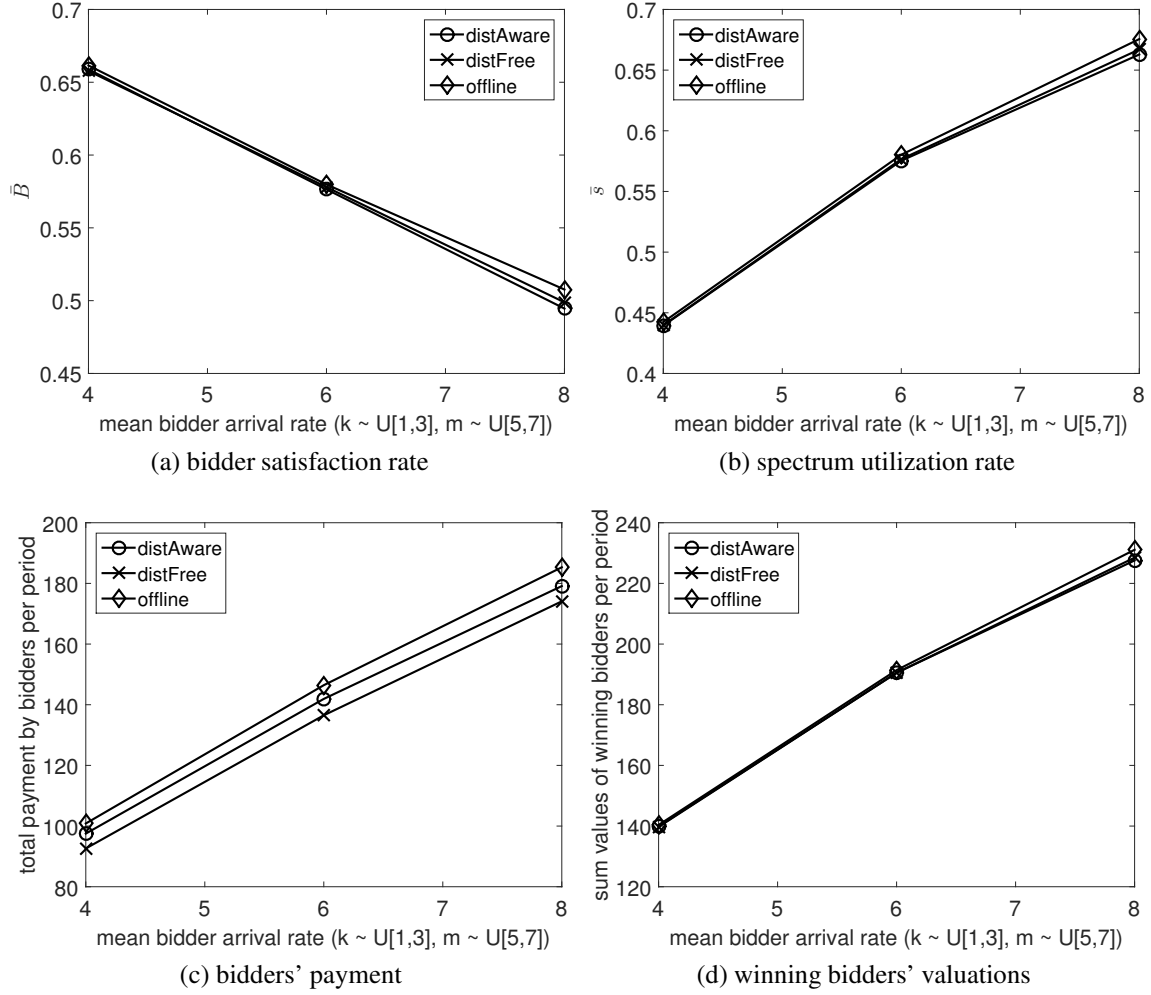 0.7
0.65
0.6
0.55
0.5
0.45
B̄
4
5
6
7
8
distAware
distFree
offline
mean bidder arrival rate (k ~ U[1,3], m ~ U[5,7])
(a) bidder satisfaction rate
0.7
0.65
0.6
0.55
0.5
0.45
0.4
s̄
4
5
6
7
8
distAware
distFree
offline
mean bidder arrival rate (k ~ U[1,3], m ~ U[5,7])
(b) spectrum utilization rate
200
180
160
140
120
100
80
total payment by bidders per period
4
5
6
7
8
distAware
distFree
offline
mean bidder arrival rate (k ~ U[1,3], m ~ U[5,7])
(c) bidders’ payment
240
220
200
180
160
140
120
sum values of winning bidders per period
4
5
6
7
8
distAware
distFree
offline
mean bidder arrival rate (k ~ U[1,3], m ~ U[5,7])
(d) winning bidders’ valuations